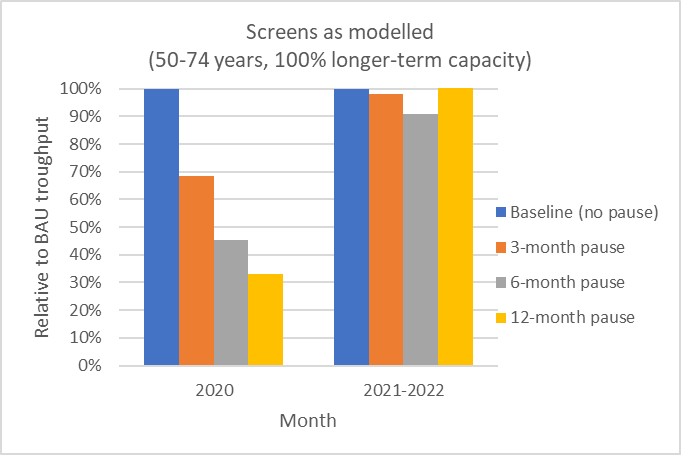 Screens as modelled
(50-74 years, 100% longer-term capacity)
100%
90%
80%
70%
60%
50%
40%
30%
20%
10%
0%
Relative to BAU troughput
2020
2021-2022
Month
Baseline (no pause)
3-month pause
6-month pause
12-month pause